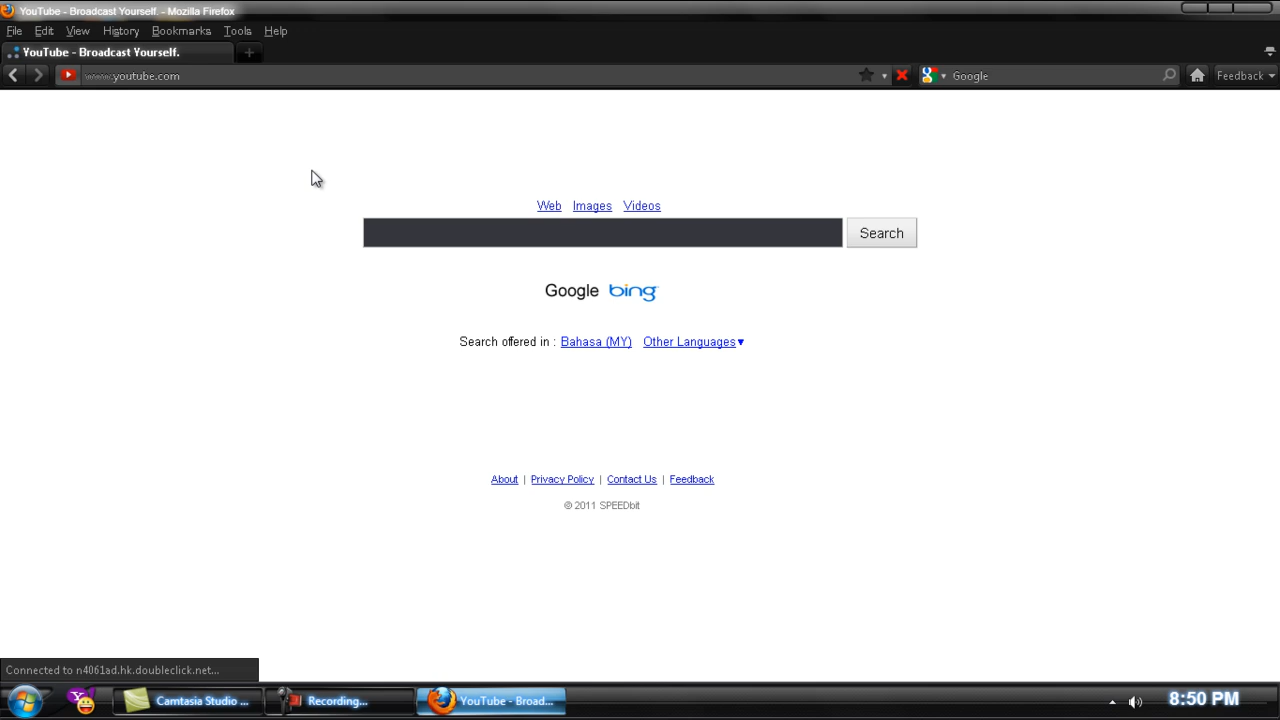 YouTube - Broadcast Yourself. - Mozilla Firefox
File Edit View History Bookmarks Tools Help
YouTube - Broadcast Yourself.
www.youtube.com Google Feedback
Web Images Videos
Search
Google bing
Search offered in : Bahasa (MY) Other Languages
About | Privacy Policy | Contact Us | Feedback
© 2011 SPEEDbit
Connected to n4061ad.hk.doubleclick.net...
Camtasia Studio ... Recording... YouTube - Broad... 8:50 PM